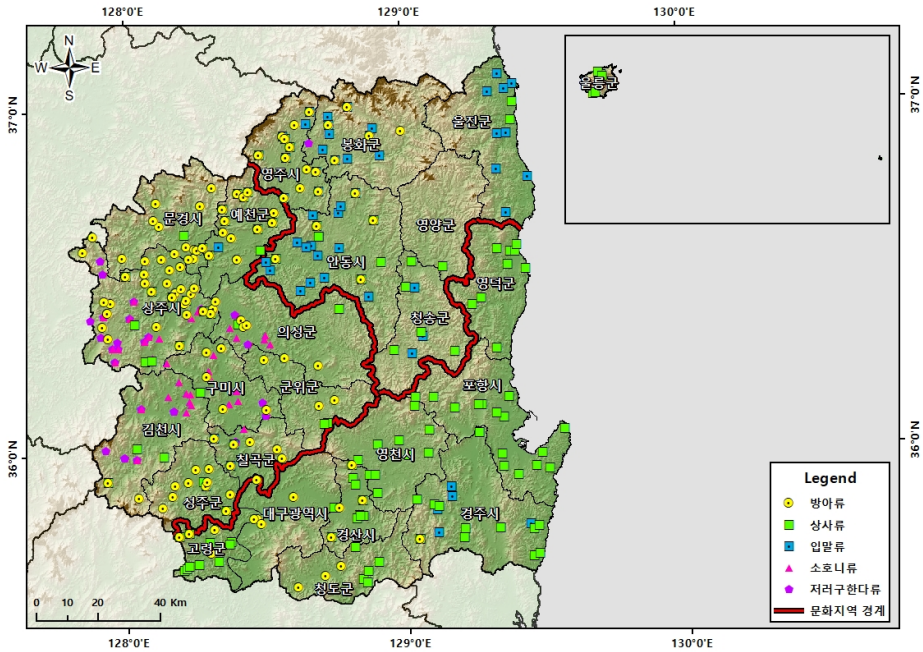 128°0'E 129°0'E 130°0'E
N
W E
S
37°0'N
37°0'N
울릉군
울진군
봉화군
영주시
문경시
예천군
영양군
안동시
영덕군
상주시
의성군
청송군
구미시
군위군
포항시
김천시
칠곡군
영천시
성주군
대구광역시
경산시
경주시
고령군
청도군
36°0'N
36°0'N
Legend
방아류
상사류
입말류
소호니류
저러구한다류
문화지역 경계
0 10 20 40 Km
128°0'E 129°0'E 130°0'E